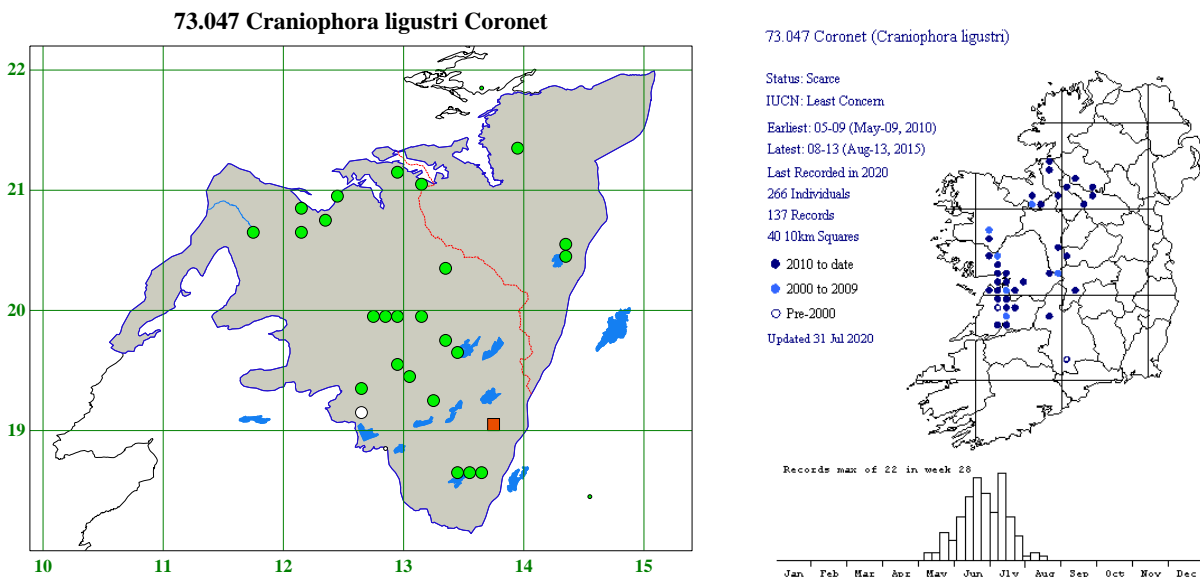 73.047 Craniophora ligustri Coronet
22
21
20
19
10 11 12 13 14 15
73.047 Coronet (Craniophora ligustri)
Status: Scarce
IUCN: Least Concern
Earliest: 05-09 (May-09, 2010)
Latest: 08-13 (Aug-13, 2015)
Last Recorded in 2020
266 Individuals
137 Records
40 10km Squares
2010 to date
2000 to 2009
Pre-2000
Updated 31 Jul 2020
Records max of 22 in week 28
Jan Feb Mar Apr May Jun Jly Aug Sep Oct Nov Dec